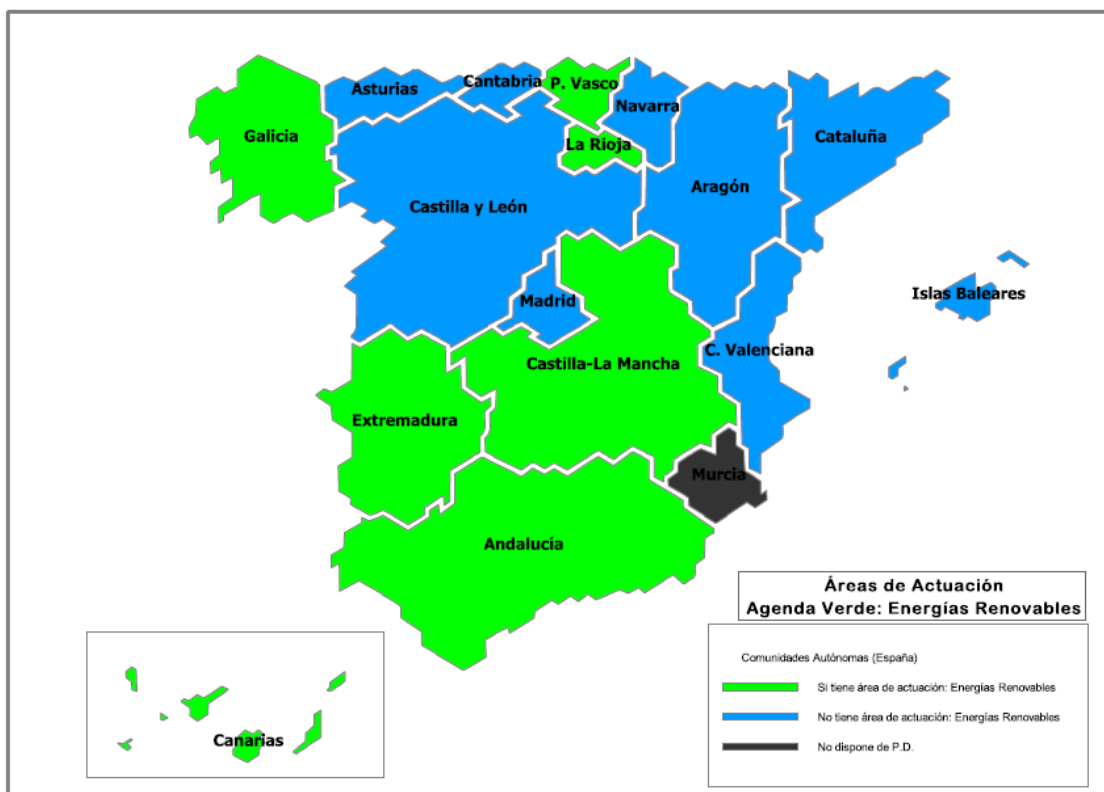 P. Vasco
Cantabria
Asturias
Navarra
Galicia
Cataluña
La Rioja
Aragón
Castilla y León
Islas Baleares
Madrid
C. Valenciana
Castilla-La Mancha
Extremadura
Murcia
Andalucía
Canarias
Áreas de Actuación
Agenda Verde: Energías Renovables
Comunidades Autónomas (España)
Si tiene área de actuación: Energías Renovables
No tiene área de actuación: Energías Renovables
No dispone de P.D.